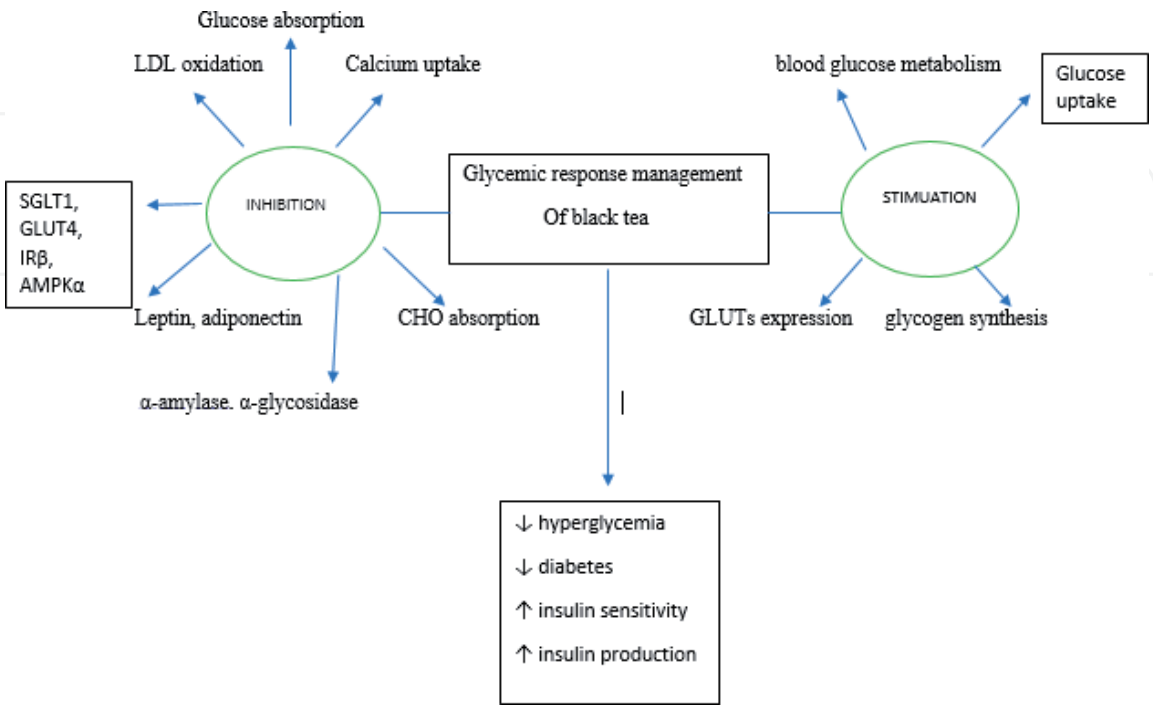 Glucose absorption
LDL oxidation
Calcium uptake
blood glucose metabolism
Glucose
uptake
SGLT1,
GLUT4,
IRβ,
AMPKα
INHIBITION
Glycemic response management
Of black tea
STIMUATION
Leptin, adiponectin
CHO absorption
GLUTs expression
glycogen synthesis
α-amylase. α-glycosidase
↓ hyperglycemia
↓ diabetes
↑ insulin sensitivity
↑ insulin production